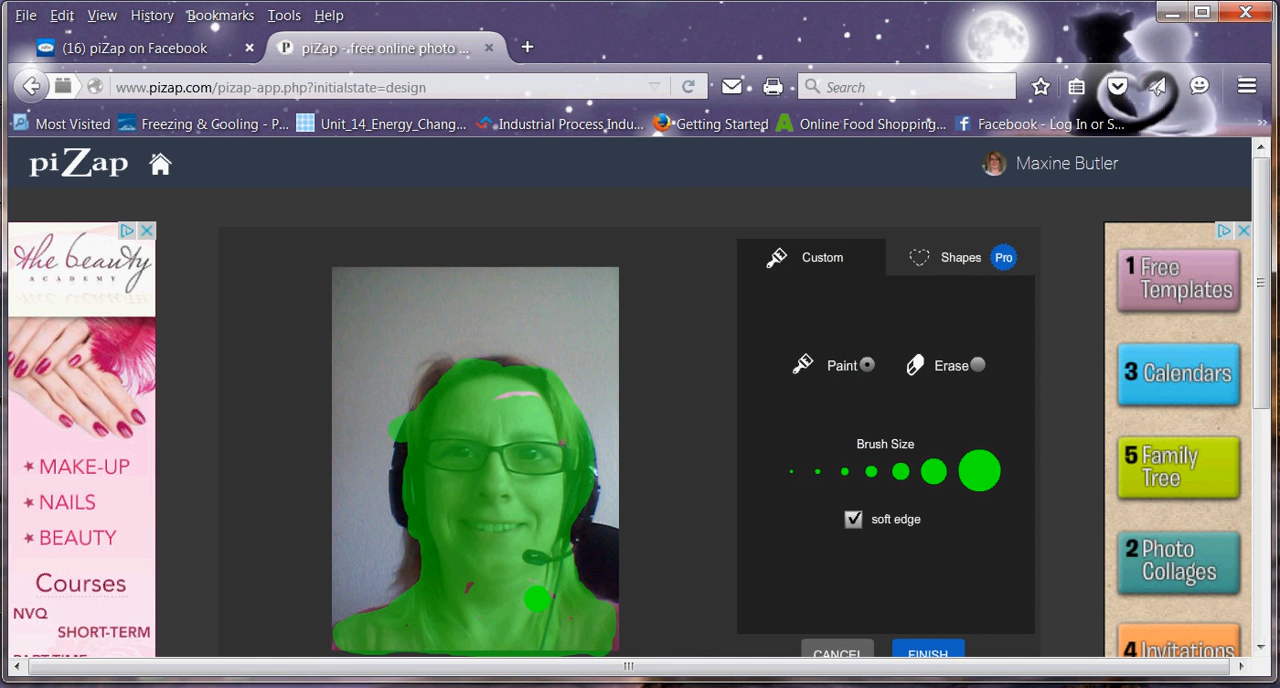 File Edit View History Bookmarks Tools Help
(16) piZap on Facebook
piZap - free online photo ...
www.pizap.com/pizap-app.php?initialstate=design
Search
Most Visited
Freezing & Gooling - P...
Unit_14_Energy_Chang...
Industrial Process Indu...
Getting Started
Online Food Shopping...
Facebook - Log In or S...
piZap
Maxine Butler
the beauty
ACADEMY
MAKE-UP
NAILS
BEAUTY
Courses
NVQ
SHORT-TERM
PART-TIME
Custom
Shapes Pro
Paint
Erase
Brush Size
soft edge
CANCEL
FINISH
1 Free
Templates
3 Calendars
5 Family
Tree
2 Photo
Collages
4 Invitations